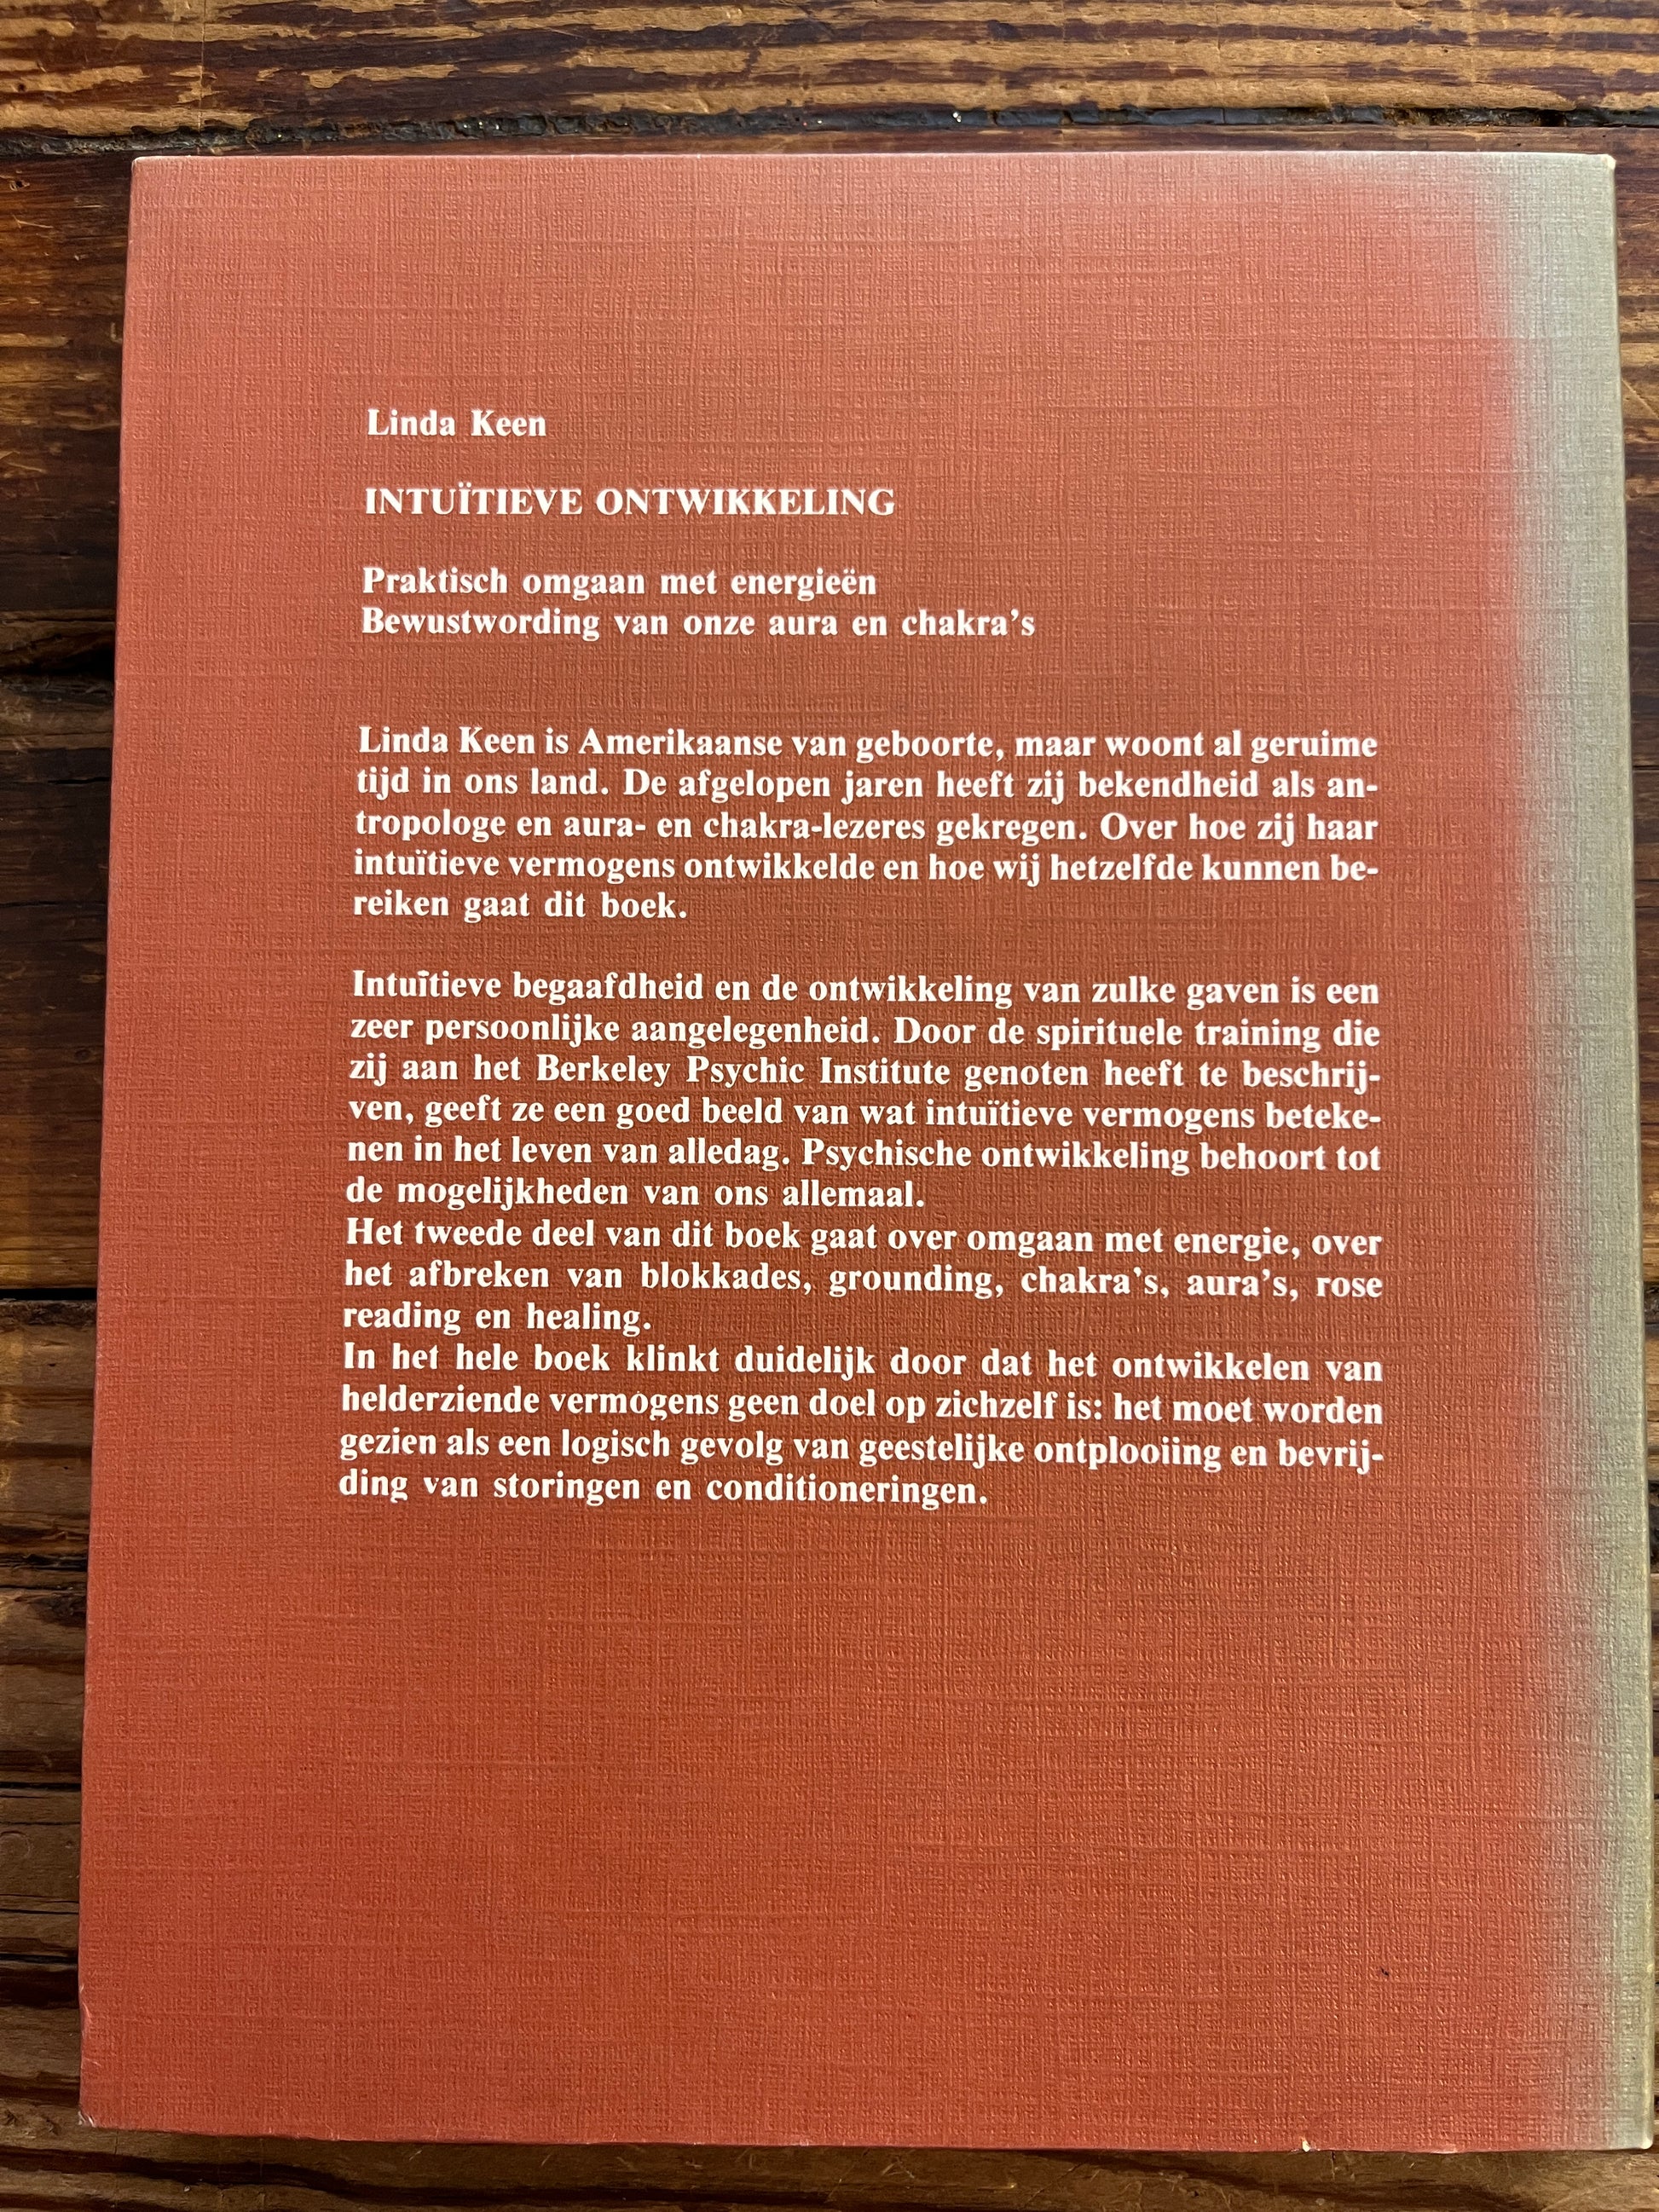 Linda Keen
INTUÏTIEVE ONTWIKKELING
Praktisch omgaan met energieën
Bewustwording van onze aura en chakra's
Linda Keen is Amerikaanse van geboorte, maar woont al geruime
tijd in ons land. De afgelopen jaren heeft zij bekendheid als an-
tropologe en aura- en chakra-lezeres gekregen. Over hoe zij haar
intuïtieve vermogens ontwikkelde en hoe wij hetzelfde kunnen be-
reiken gaat dit boek.
Intuïtieve begaafdheid en de ontwikkeling van zulke gaven is een
zeer persoonlijke aangelegenheid. Door de spirituele training die
zij aan het Berkeley Psychic Institute genoten heeft te beschrij-
ven, geeft ze een goed beeld van wat intuïtieve vermogens beteke-
nen in het leven van alledag. Psychische ontwikkeling behoort tot
de mogelijkheden van ons allemaal.
Het tweede deel van dit boek gaat over omgaan met energie, over
het afbreken van blokkades, grounding, chakra's, aura's, rose
reading en healing.
In het hele boek klinkt duidelijk door dat het ontwikkelen van
helderziende vermogens geen doel op zichzelf is: het moet worden
gezien als een logisch gevolg van geestelijke ontplooiing en bevrij-
ding van storingen en conditioneringen.